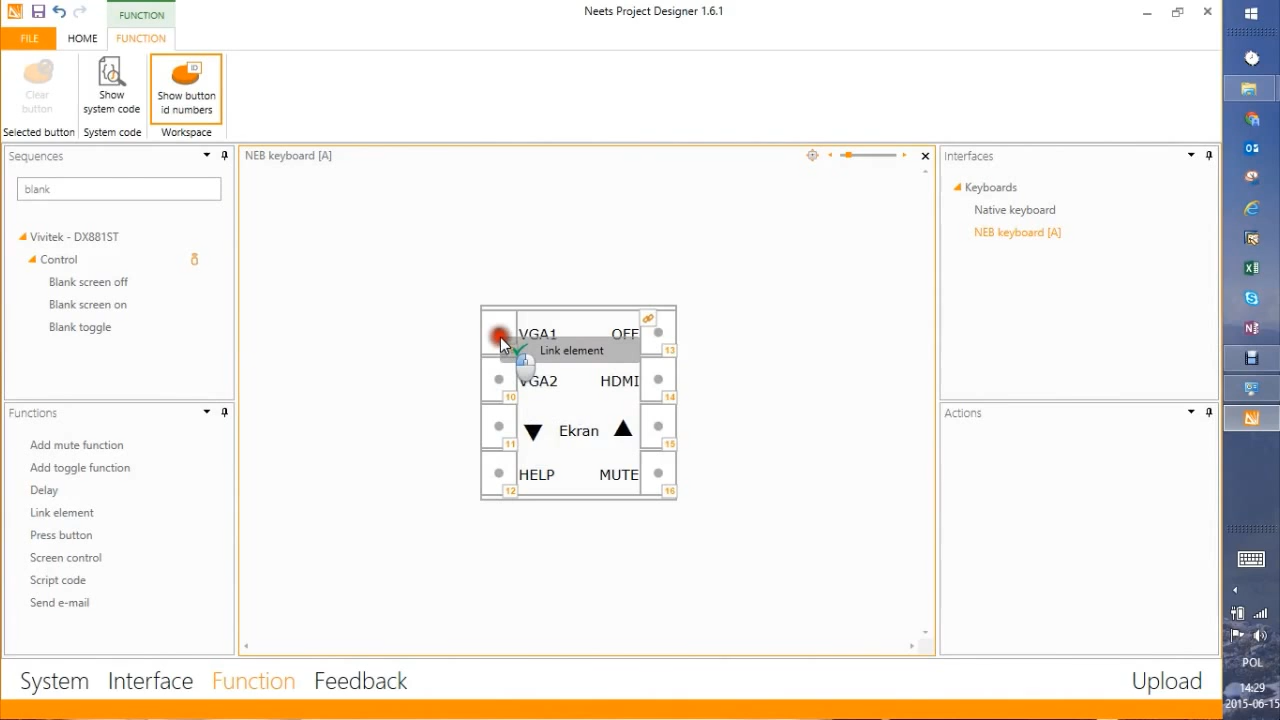 Neets Project Designer 1.6.1
FUNCTION
FILE
HOME
FUNCTION
Clear
button
Show
system code
ID
Show button
id numbers
Selected button
System code
Workspace
Sequences
blank
Vivitek - DX881ST
Control
Blank screen off
Blank screen on
Blank toggle
Functions
Add mute function
Add toggle function
Delay
Link element
Press button
Screen control
Script code
Send e-mail
NEB keyboard [A]
VGA1 OFF
13
Link element
VGA2 HDMI
10 14
Ekran
11 15
HELP MUTE
12 16
Interfaces
Keyboards
Native keyboard
NEB keyboard [A]
Actions
System Interface Function Feedback Upload
POL
14:29
2015-06-15